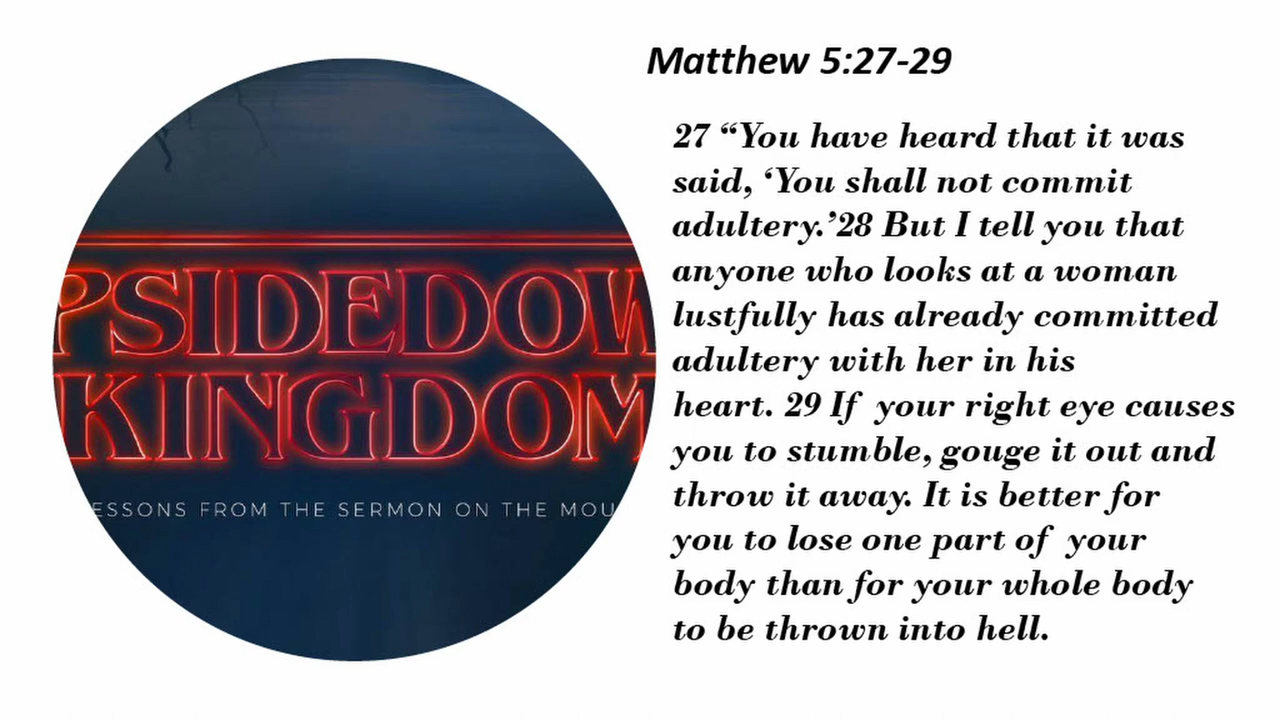 PSIDEDOW
KINGDOM
ESSONS FROM THE SERMON ON THE MOU
Matthew 5:27-29
27 “You have heard that it was
said, ‘You shall not commit
adultery.’28 But I tell you that
anyone who looks at a woman
lustfully has already committed
adultery with her in his
heart. 29 If your right eye causes
you to stumble, gouge it out and
throw it away. It is better for
you to lose one part of your
body than for your whole body
to be thrown into hell.